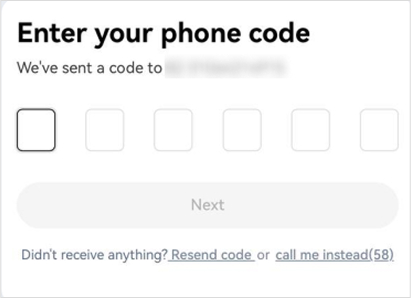 Enter your phone code
We've sent a code to
Next
Didn't receive anything? Resend code or call me instead(58)